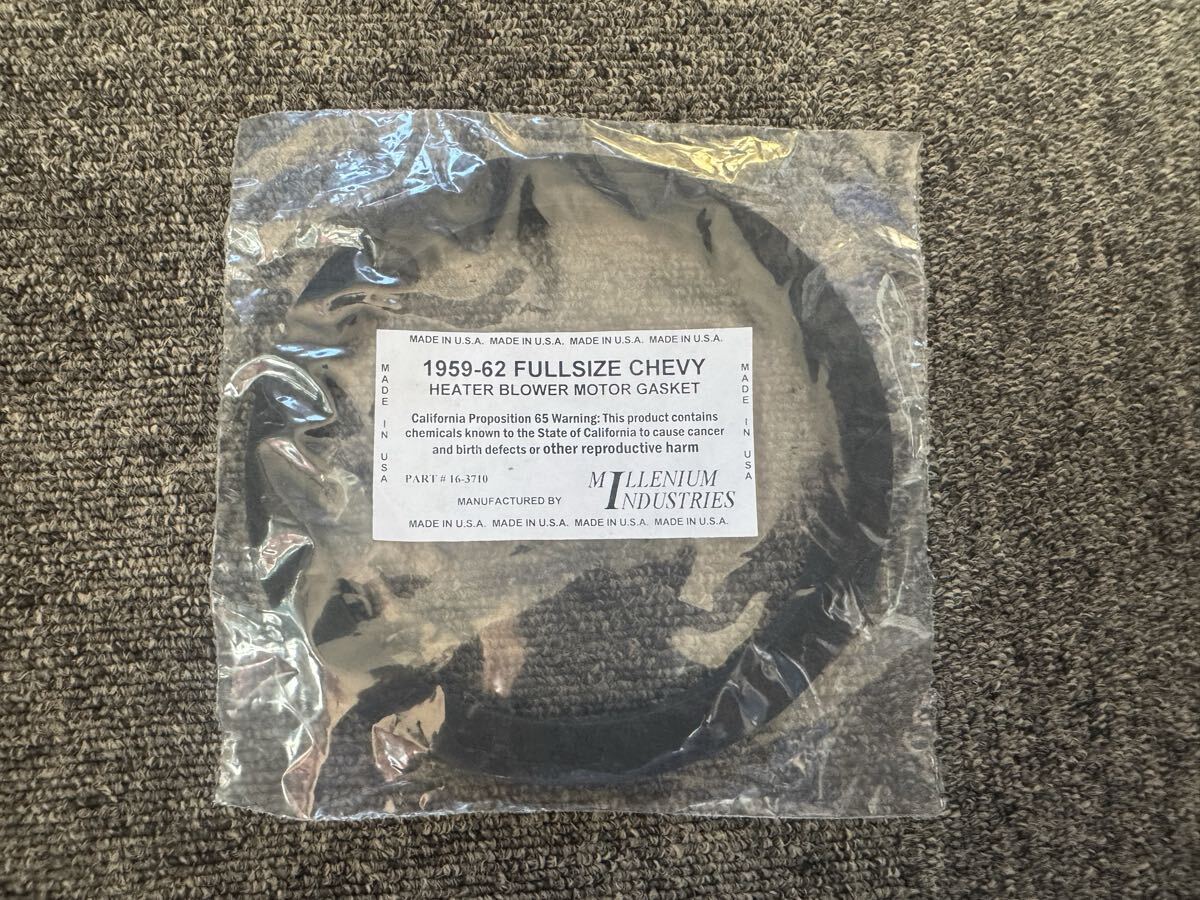 MADE IN U.S.A. MADE IN U.S.A. MADE IN U.S.A. MADE IN U.S.A.
MADE IN USA
1959-62 FULLSIZE CHEVY
HEATER BLOWER MOTOR GASKET
California Proposition 65 Warning: This product contains
chemicals known to the State of California to cause cancer
and birth defects or other reproductive harm
PART # 16-3710
MANUFACTURED BY
MILLENIUM
INDUSTRIES
MADE IN USA
MADE IN U.S.A. MADE IN U.S.A. MADE IN U.S.A. MADE IN U.S.A.